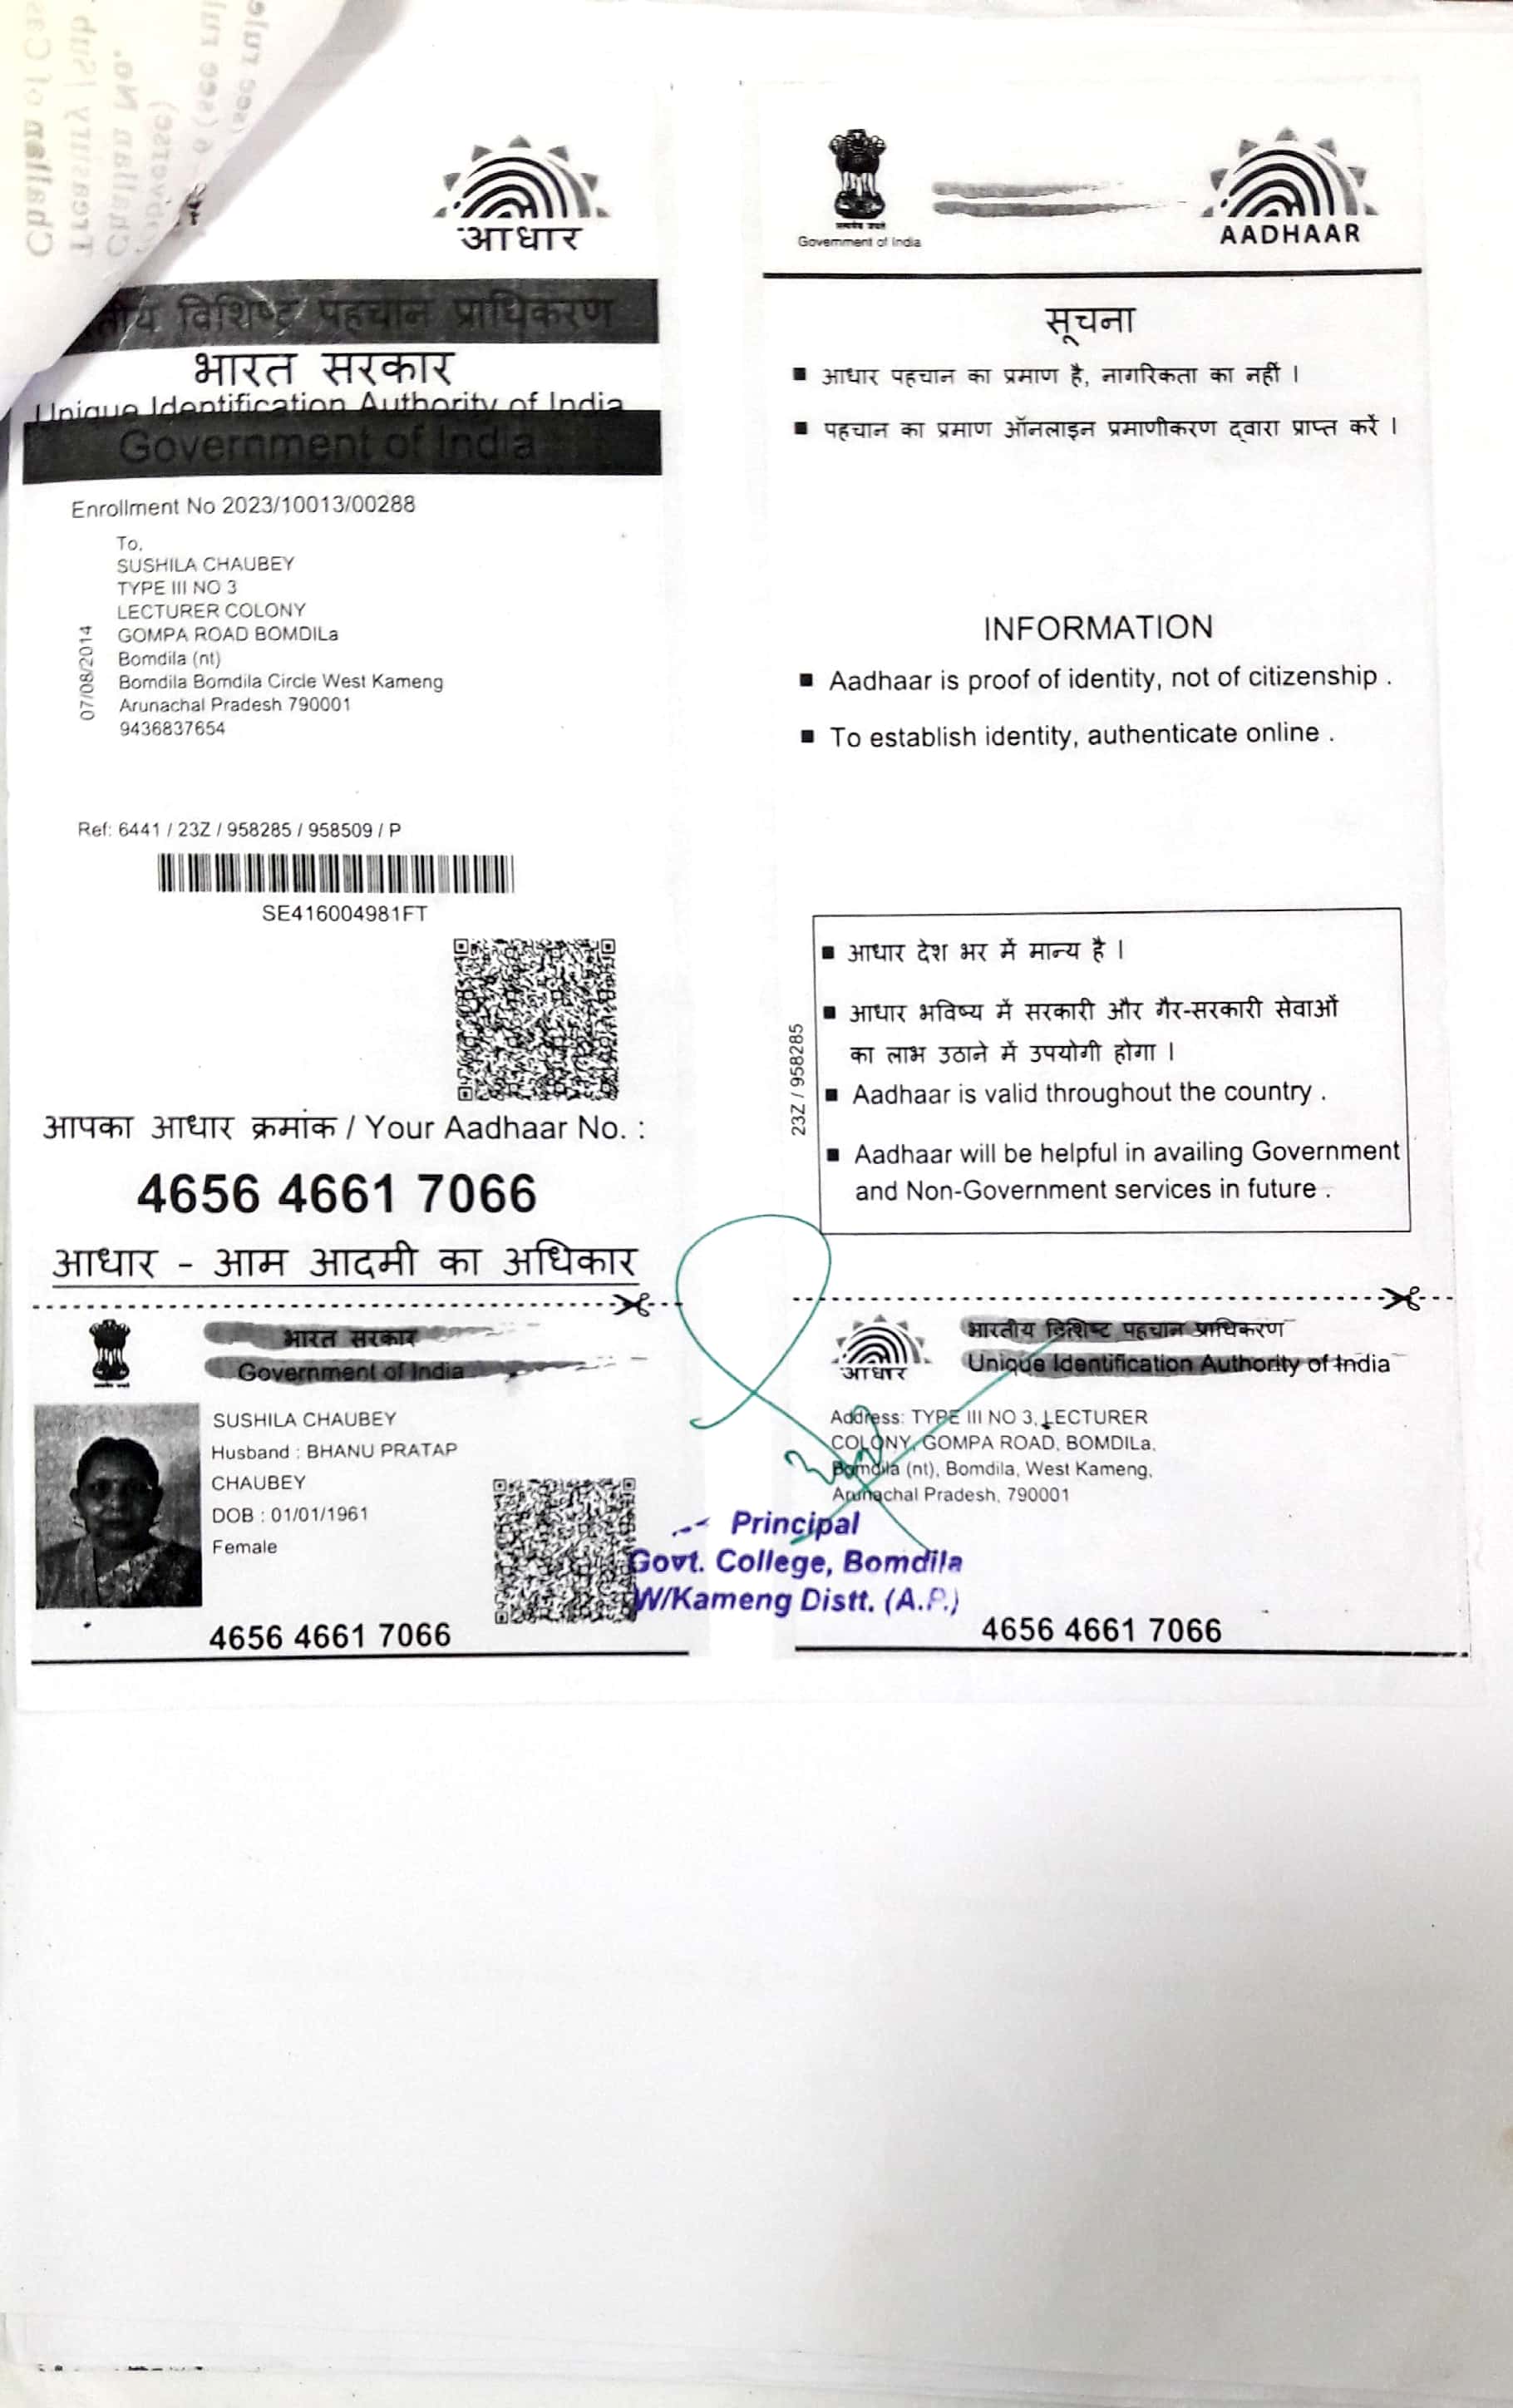 आधार
विशिष्ट पहचान प्राधिकरण
भारत सरकार
Unique Identification Authority of India
Government of India
Enrollment No 2023/10013/00288
To,
SUSHILA CHAUBEY
TYPE III NO 3
LECTURER COLONY
GOMPA ROAD BOMDILa
Bomdila (nt)
Bomdila Bomdila Circle West Kameng
Arunachal Pradesh 790001
9436837654
07/08/2014
Ref: 6441 / 23Z / 958285 / 958509 / P
SE416004981FT
आपका आधार क्रमांक / Your Aadhaar No. :
4656 4661 7066
आधार - आम आदमी का अधिकार
भारत सरकार
Government of India
SUSHILA CHAUBEY
Husband : BHANU PRATAP
CHAUBEY
DOB : 01/01/1961
Female
4656 4661 7066
सत्यमेव जयते
Government of India
AADHAAR
सूचना
■ आधार पहचान का प्रमाण है, नागरिकता का नहीं ।
■ पहचान का प्रमाण ऑनलाइन प्रमाणीकरण द्वारा प्राप्त करें ।
INFORMATION
■ Aadhaar is proof of identity, not of citizenship .
■ To establish identity, authenticate online .
■ आधार देश भर में मान्य है ।
■ आधार भविष्य में सरकारी और गैर-सरकारी सेवाओं
का लाभ उठाने में उपयोगी होगा ।
■ Aadhaar is valid throughout the country .
■ Aadhaar will be helpful in availing Government
and Non-Government services in future .
23Z / 958285
आधार
भारतीय विशिष्ट पहचान प्राधिकरण
Unique Identification Authority of India
Address: TYPE III NO 3, LECTURER
COLONY, GOMPA ROAD, BOMDILa,
Bomdila (nt), Bomdila, West Kameng,
Arunachal Pradesh, 790001
Principal
Govt. College, Bomdila
W/Kameng Distt. (A.P.)
4656 4661 7066